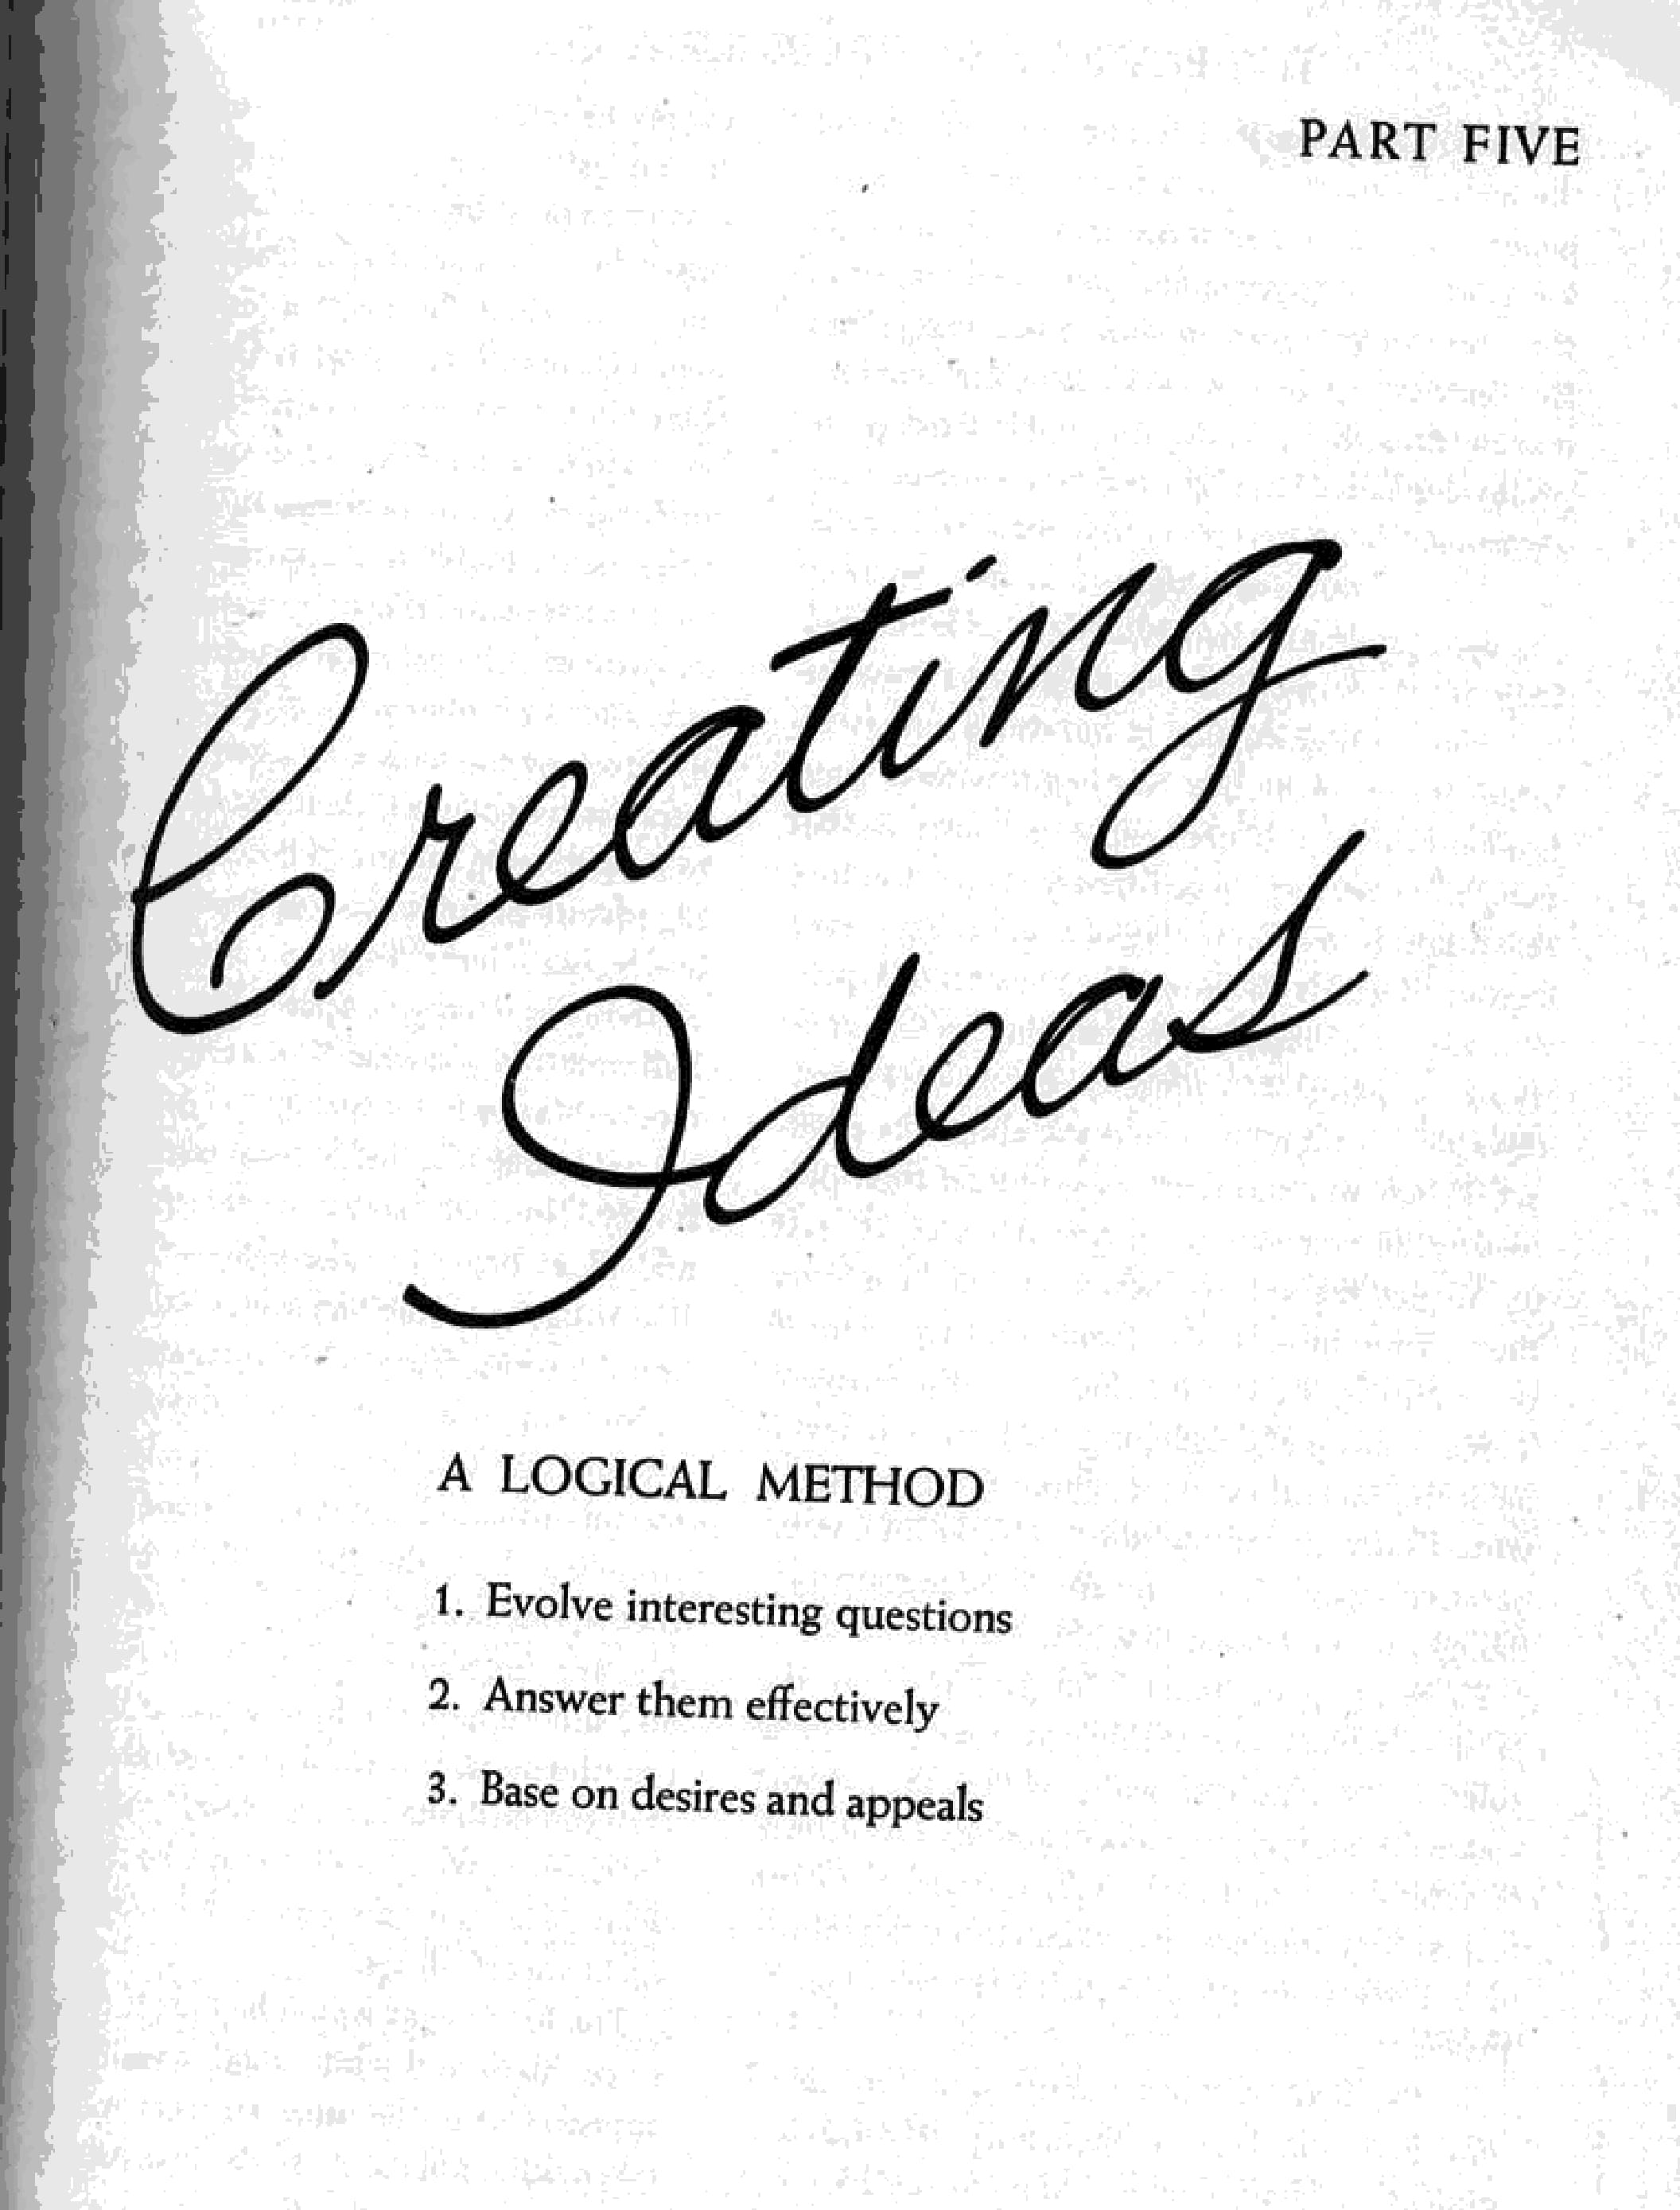 PART FIVE
Creating
Ideas
A LOGICAL METHOD
1. Evolve interesting questions
2. Answer them effectively
3. Base on desires and appeals